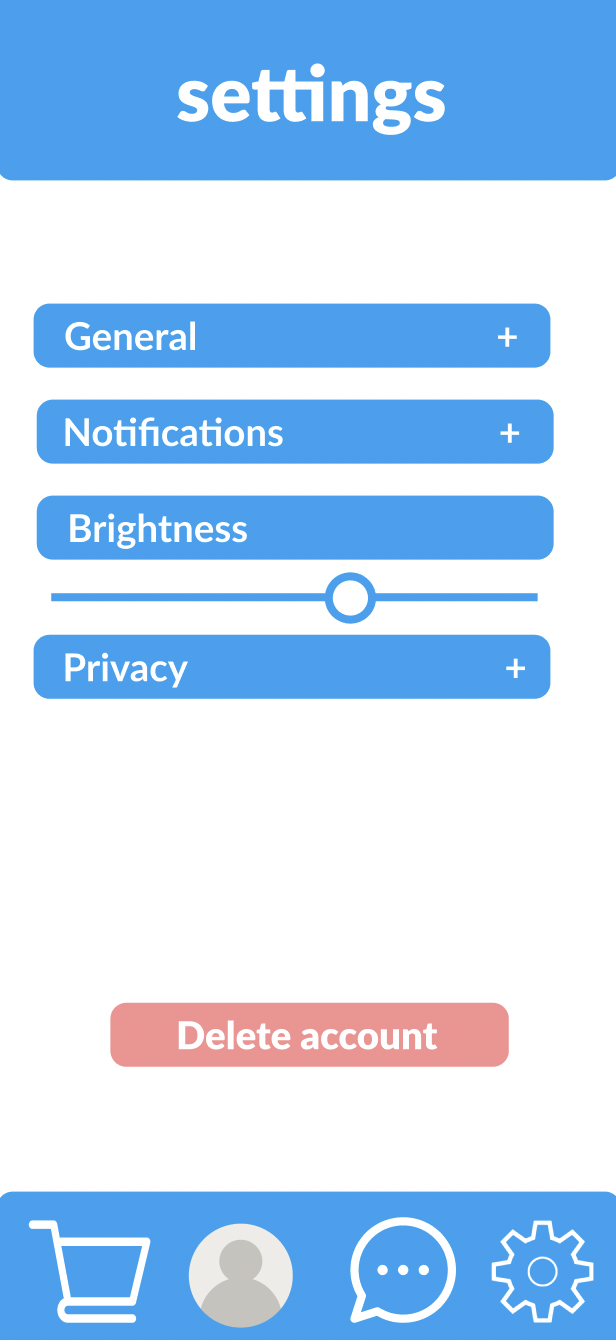 settings
General +
Notifications +
Brightness
Privacy +
Delete account